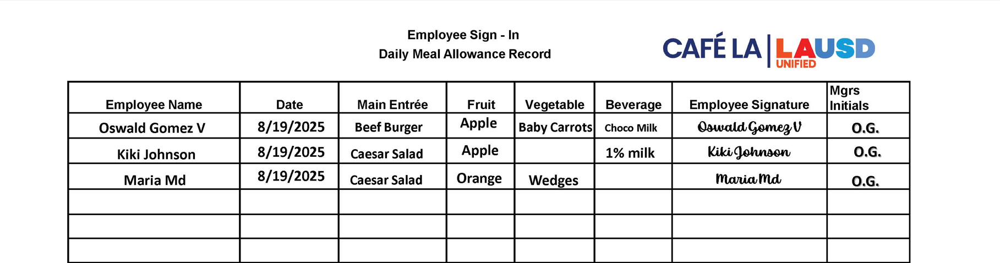 Employee Sign - In
Daily Meal Allowance Record
CAFÉ LA LAUSD
UNIFIED
Employee Name Date Main Entrée Fruit Vegetable Beverage Employee Signature Mgrs Initials
Oswald Gomez V 8/19/2025 Beef Burger Apple Baby Carrots Choco Milk Oswald Gomez V O.G.
Kiki Johnson 8/19/2025 Caesar Salad Apple 1% milk Kiki Johnson O.G.
Maria Md 8/19/2025 Caesar Salad Orange Wedges Maria Md O.G.